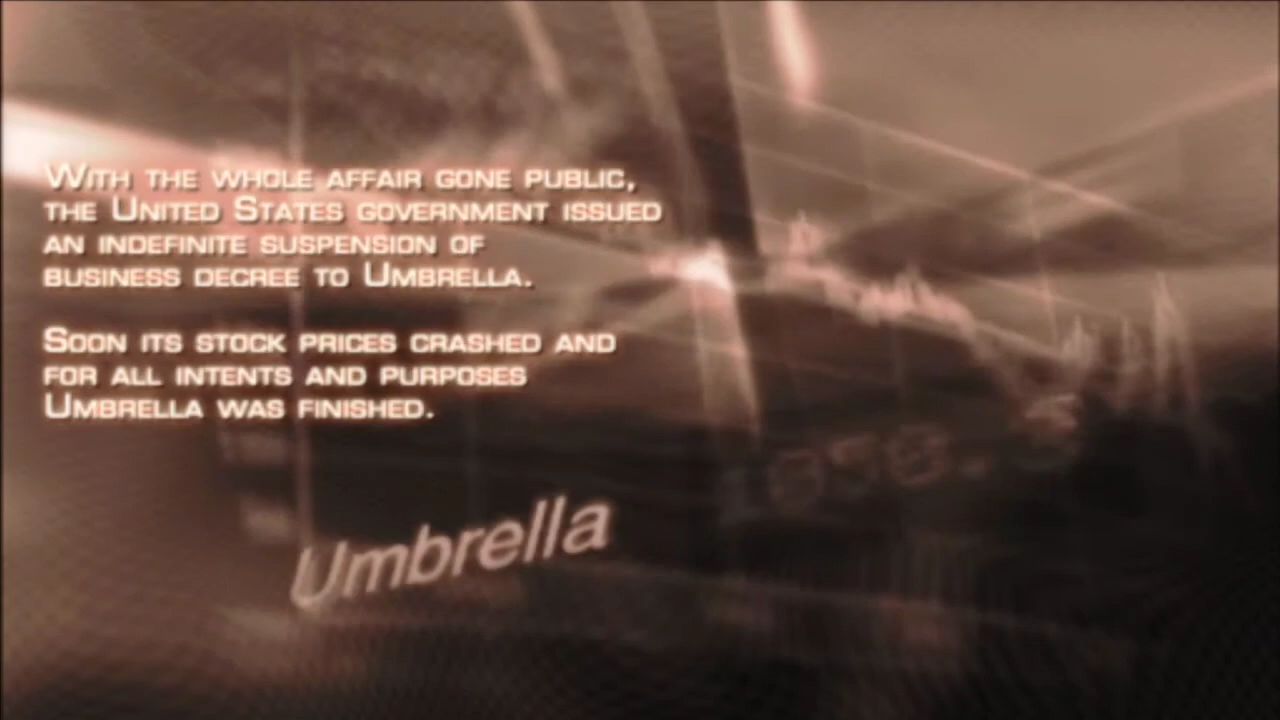 With the whole affair gone public,
the United States government issued
an indefinite suspension of
business decree to Umbrella.
Soon its stock prices crashed and
for all intents and purposes
Umbrella was finished.
Umbrella